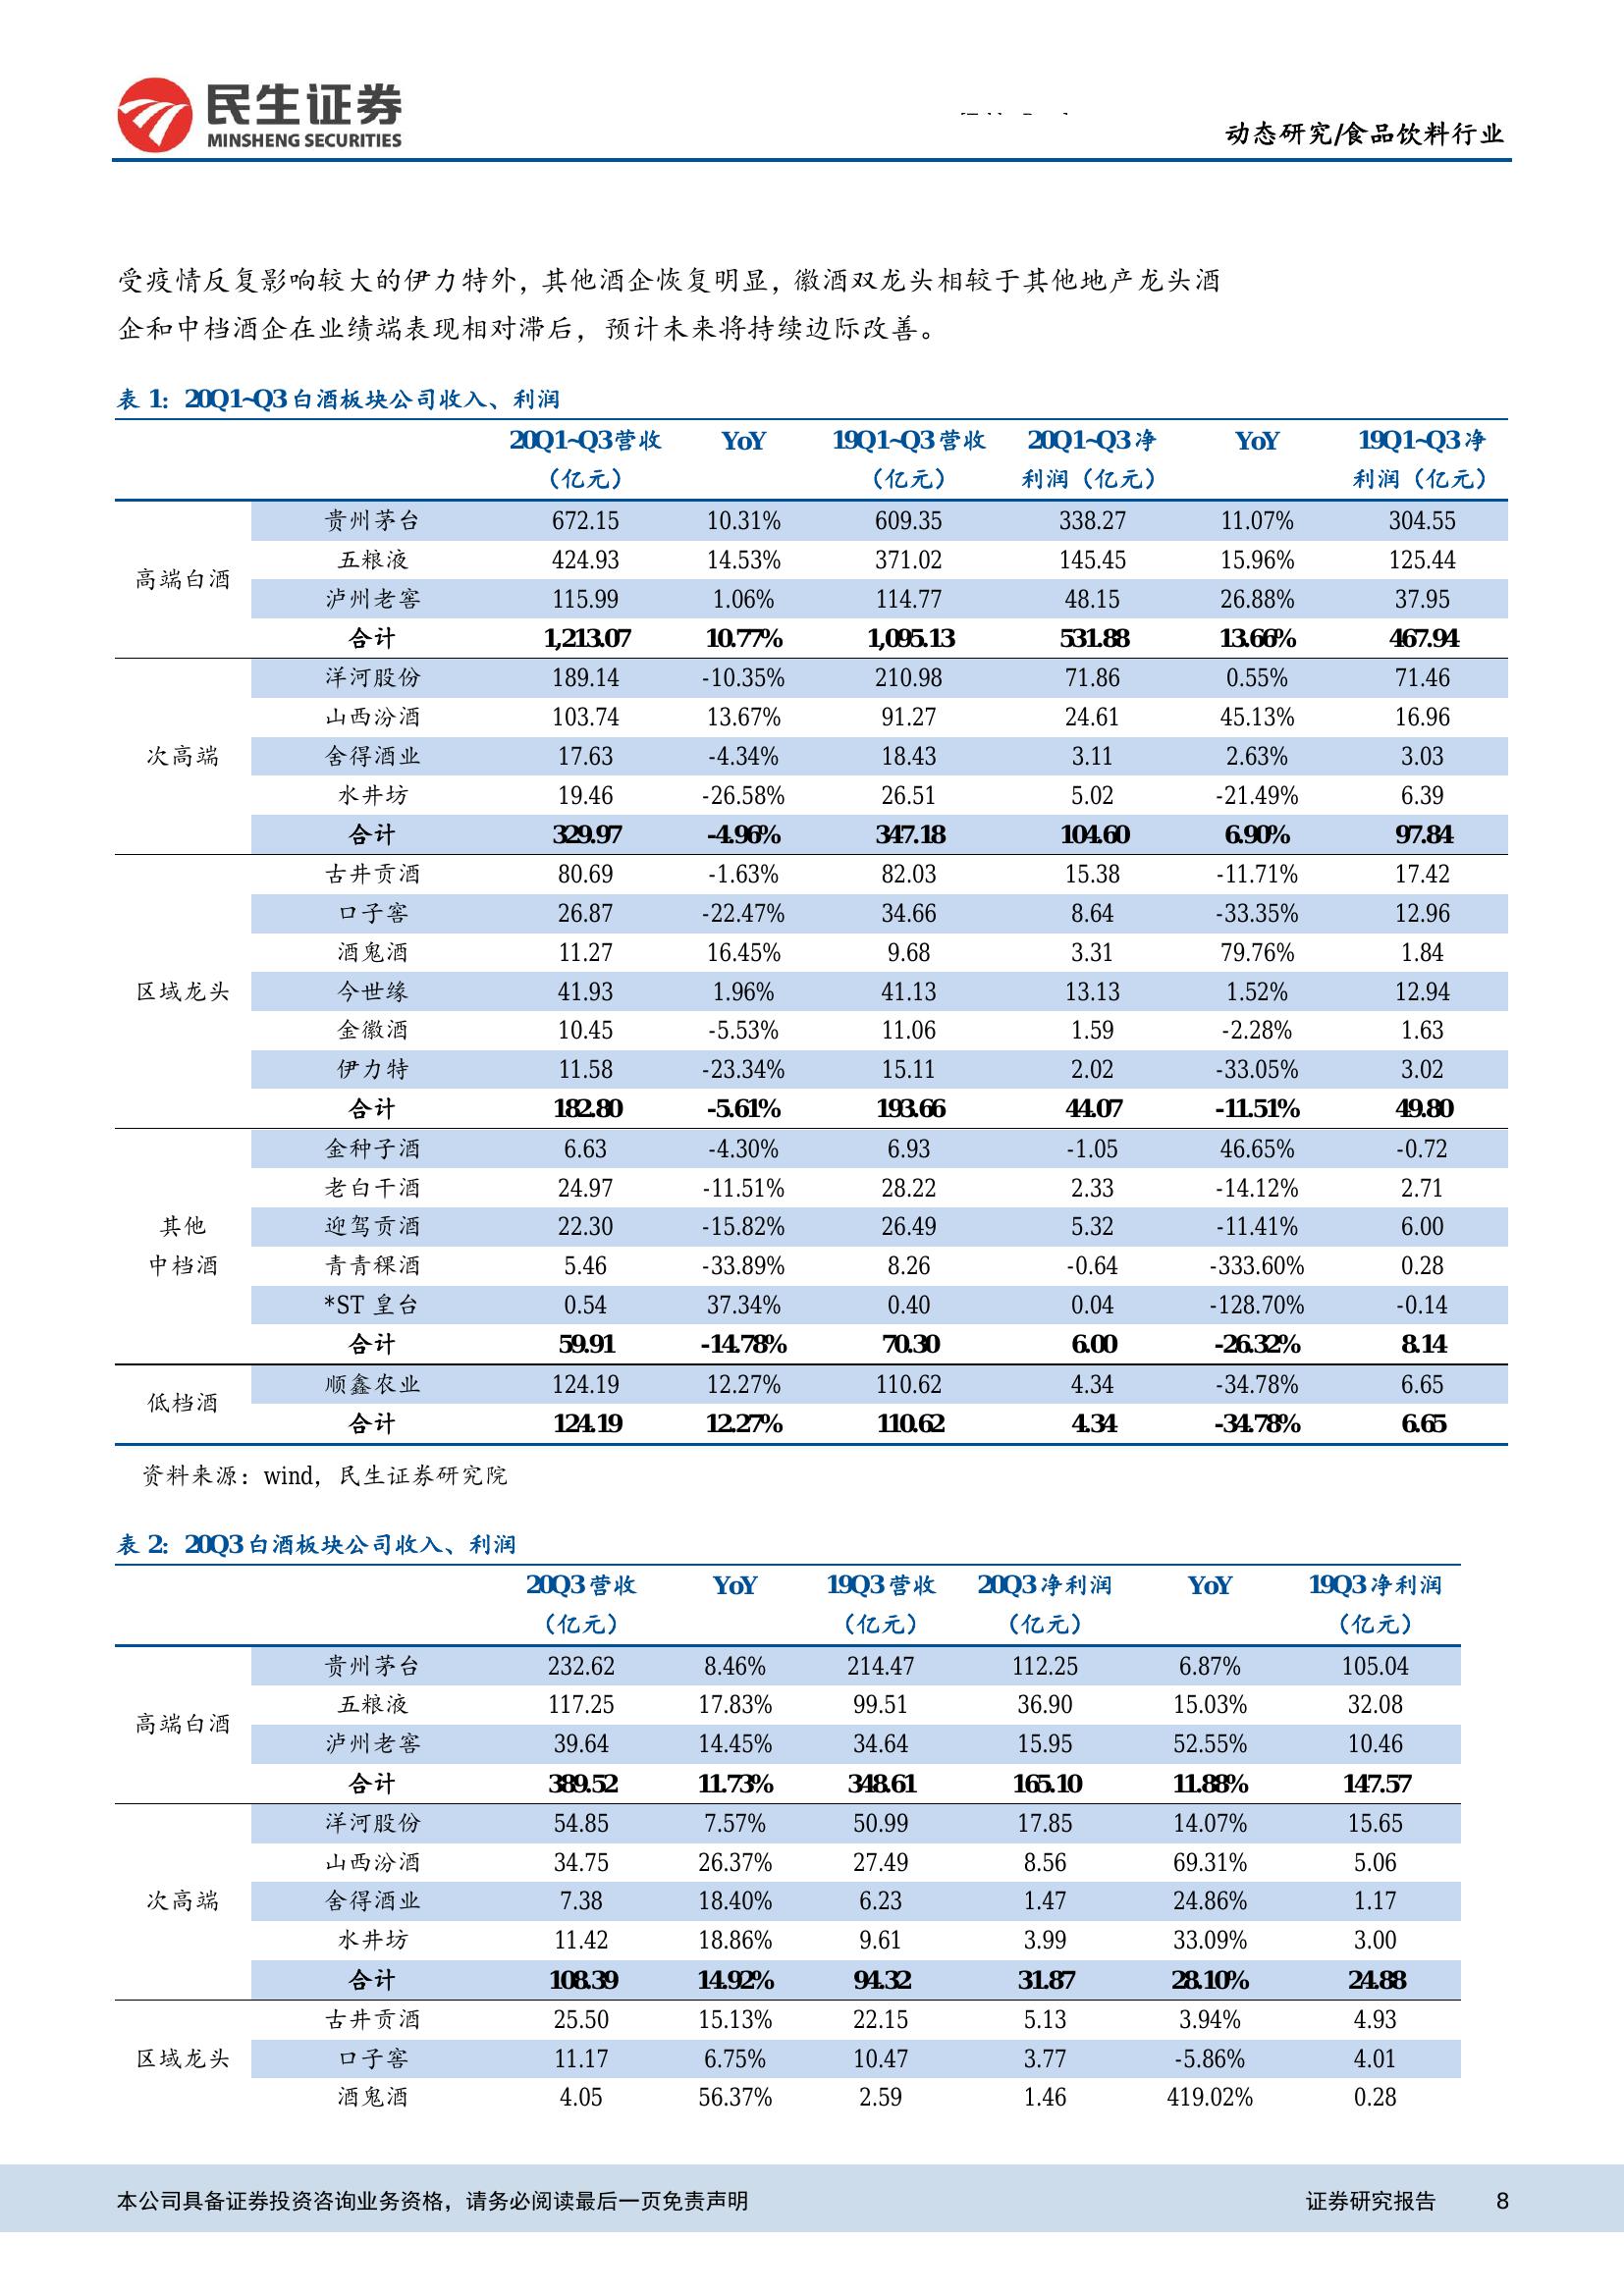 民生证券
MINSHENG SECURITIES
动态研究/食品饮料行业
受疫情反复影响较大的伊力特外，其他酒企恢复明显，徽酒双龙头相较于其他地产龙头酒
企和中档酒企在业绩端表现相对滞后，预计未来将持续边际改善。
表 1：20Q1~Q3 白酒板块公司收入、利润
20Q1~Q3 营收 YoY 19Q1~Q3 营收 20Q1~Q3 净 YoY 19Q1~Q3 净
（亿元） （亿元） 利润（亿元） 利润（亿元）
高端白酒
贵州茅台 672.15 10.31% 609.35 338.27 11.07% 304.55
五粮液 424.93 14.53% 371.02 145.45 15.96% 125.44
泸州老窖 115.99 1.06% 114.77 48.15 26.88% 37.95
合计 1,213.07 10.77% 1,095.13 531.88 13.66% 467.94
次高端
洋河股份 189.14 -10.35% 210.98 71.86 0.55% 71.46
山西汾酒 103.74 13.67% 91.27 24.61 45.13% 16.96
舍得酒业 17.63 -4.34% 18.43 3.11 2.63% 3.03
水井坊 19.46 -26.58% 26.51 5.02 -21.49% 6.39
合计 329.97 -4.96% 347.18 104.60 6.90% 97.84
区域龙头
古井贡酒 80.69 -1.63% 82.03 15.38 -11.71% 17.42
口子窖 26.87 -22.47% 34.66 8.64 -33.35% 12.96
酒鬼酒 11.27 16.45% 9.68 3.31 79.76% 1.84
今世缘 41.93 1.96% 41.13 13.13 1.52% 12.94
金徽酒 10.45 -5.53% 11.06 1.59 -2.28% 1.63
伊力特 11.58 -23.34% 15.11 2.02 -33.05% 3.02
合计 182.80 -5.61% 193.66 44.07 -11.51% 49.80
其他
中档酒
金种子酒 6.63 -4.30% 6.93 -1.05 46.65% -0.72
老白干酒 24.97 -11.51% 28.22 2.33 -14.12% 2.71
迎驾贡酒 22.30 -15.82% 26.49 5.32 -11.41% 6.00
青青稞酒 5.46 -33.89% 8.26 -0.64 -333.60% 0.28
*ST 皇台 0.54 37.34% 0.40 0.04 -128.70% -0.14
合计 59.91 -14.78% 70.30 6.00 -26.32% 8.14
低档酒
顺鑫农业 124.19 12.27% 110.62 4.34 -34.78% 6.65
合计 124.19 12.27% 110.62 4.34 -34.78% 6.65
资料来源：wind，民生证券研究院
表 2：20Q3 白酒板块公司收入、利润
20Q3 营收 YoY 19Q3 营收 20Q3 净利润 YoY 19Q3 净利润
（亿元） （亿元） （亿元） （亿元）
高端白酒
贵州茅台 232.62 8.46% 214.47 112.25 6.87% 105.04
五粮液 117.25 17.83% 99.51 36.90 15.03% 32.08
泸州老窖 39.64 14.45% 34.64 15.95 52.55% 10.46
合计 389.52 11.73% 348.61 165.10 11.88% 147.57
次高端
洋河股份 54.85 7.57% 50.99 17.85 14.07% 15.65
山西汾酒 34.75 26.37% 27.49 8.56 69.31% 5.06
舍得酒业 7.38 18.40% 6.23 1.47 24.86% 1.17
水井坊 11.42 18.86% 9.61 3.99 33.09% 3.00
合计 108.39 14.92% 94.32 31.87 28.10% 24.88
区域龙头
古井贡酒 25.50 15.13% 22.15 5.13 3.94% 4.93
口子窖 11.17 6.75% 10.47 3.77 -5.86% 4.01
酒鬼酒 4.05 56.37% 2.59 1.46 419.02% 0.28
本公司具备证券投资咨询业务资格，请务必阅读最后一页免责声明 证券研究报告 8